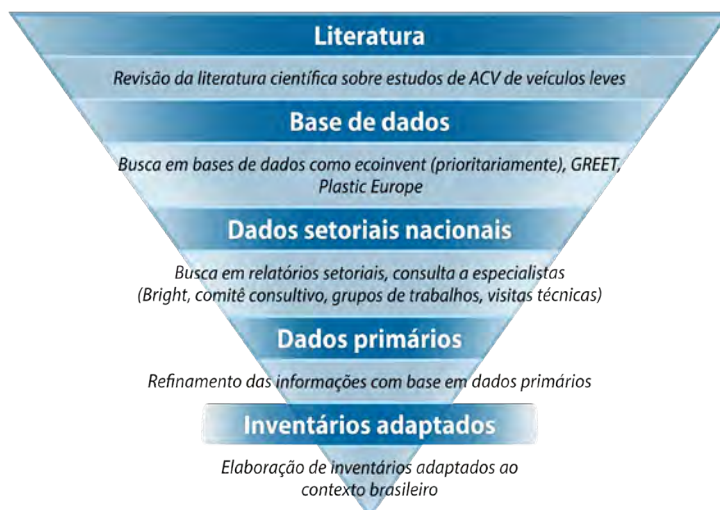 Literatura
Revisão da literatura científica sobre estudos de ACV de veículos leves
Base de dados
Busca em bases de dados como ecoinvent (prioritariamente), GREET,
Plastic Europe
Dados setoriais nacionais
Busca em relatórios setoriais, consulta a especialistas
(Bright, comitê consultivo, grupos de trabalhos, visitas técnicas)
Dados primários
Refinamento das informações com base em dados primários
Inventários adaptados
Elaboração de inventários adaptados ao
contexto brasileiro